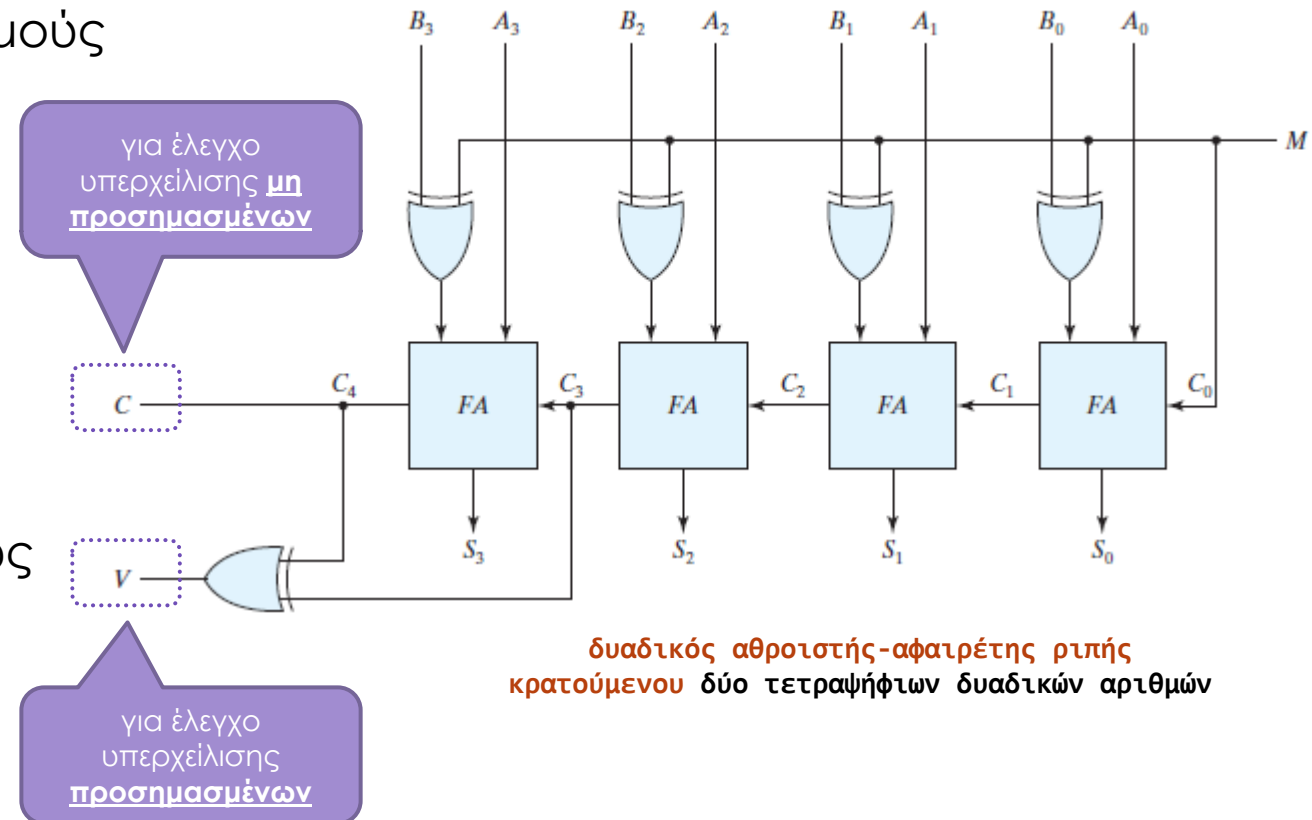 μούς
B3 A3 B2 A2 B1 A1 B0 A0
M
για έλεγχο
υπερχείλισης μη
προσημασμένων
C C4 FA C3 FA C2 FA C1 FA C0
S3 S2 S1 S0
ς
V
δυαδικός αθροιστής-αφαιρέτης ριπής
κρατούμενου δύο τετραψήφιων δυαδικών αριθμών
για έλεγχο
υπερχείλισης
προσημασμένων